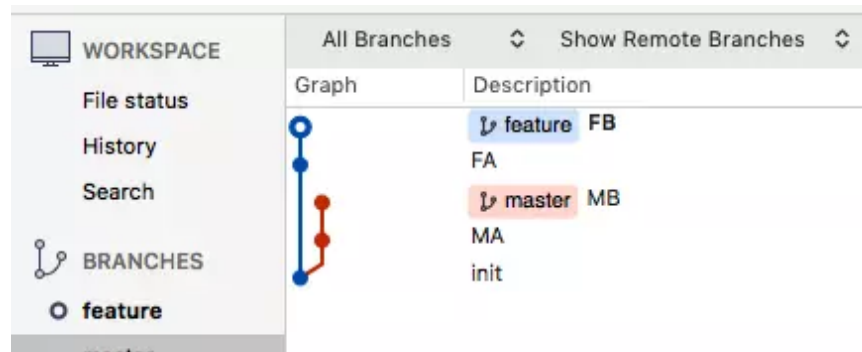 WORKSPACE
File status
History
Search
BRANCHES
feature
All Branches
Show Remote Branches
Graph
Description
feature FB
FA
master MB
MA
init